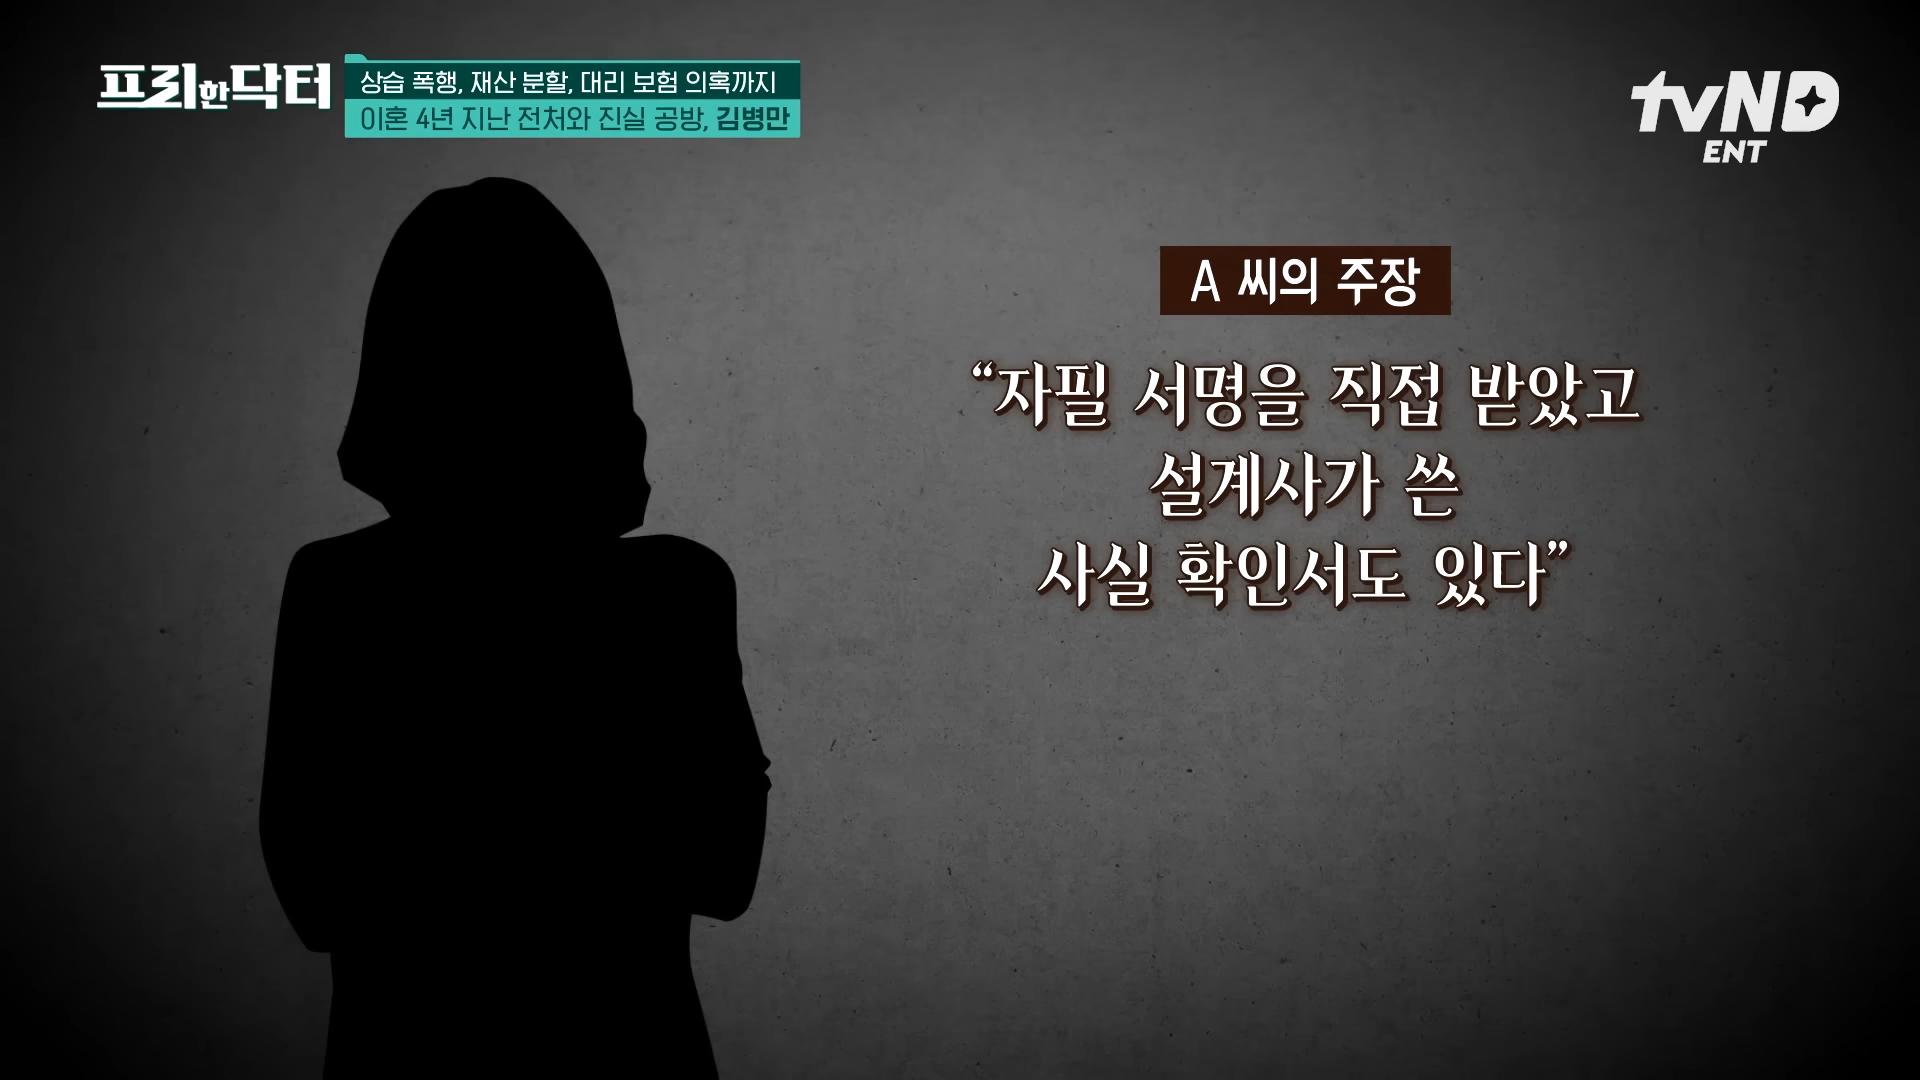 프리한닥터
상습 폭행, 재산 분할, 대리 보험 의혹까지
이혼 4년 지난 전처와 진실 공방, 김병만
tvND
ENT
A 씨의 주장
“자필 서명을 직접 받았고
설계사가 쓴
사실 확인서도 있다”